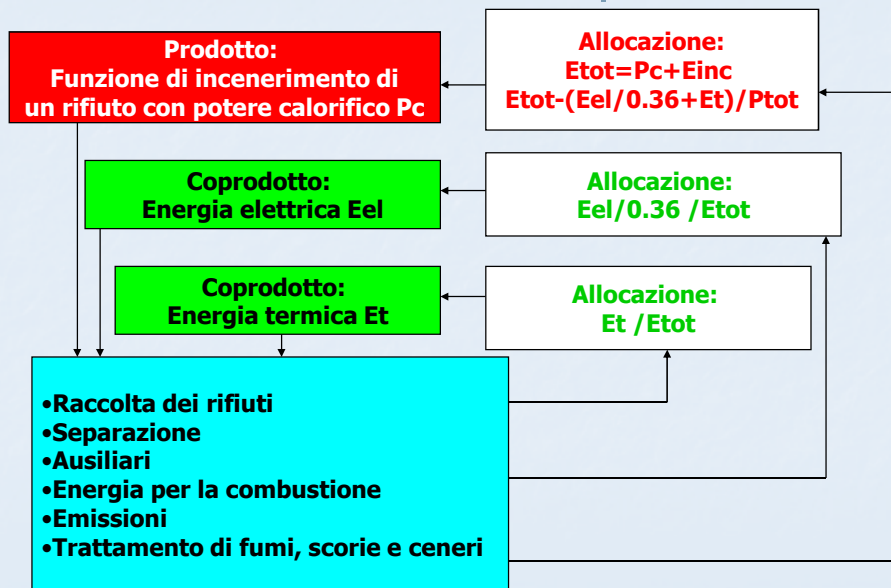 Prodotto:
Funzione di incenerimento di
un rifiuto con potere calorifico Pc
Allocazione:
Etot=Pc+Einc
Etot-(Eel/0.36+Et)/Ptot
Coprodotto:
Energia elettrica Eel
Allocazione:
Eel/0.36 /Etot
Coprodotto:
Energia termica Et
Allocazione:
Et /Etot
•Raccolta dei rifiuti
•Separazione
•Ausiliari
•Energia per la combustione
•Emissioni
•Trattamento di fumi, scorie e ceneri